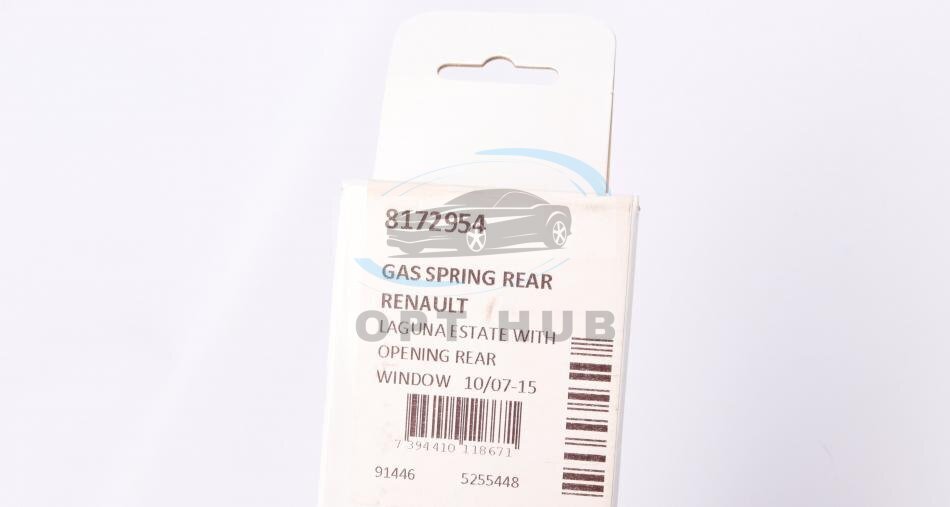 8172954
GAS SPRING REAR
RENAULT
OPT HUB
LAGUNA ESTATE WITH
OPENING REAR
WINDOW 10/07-15
7 394410 118671
91446 5255448